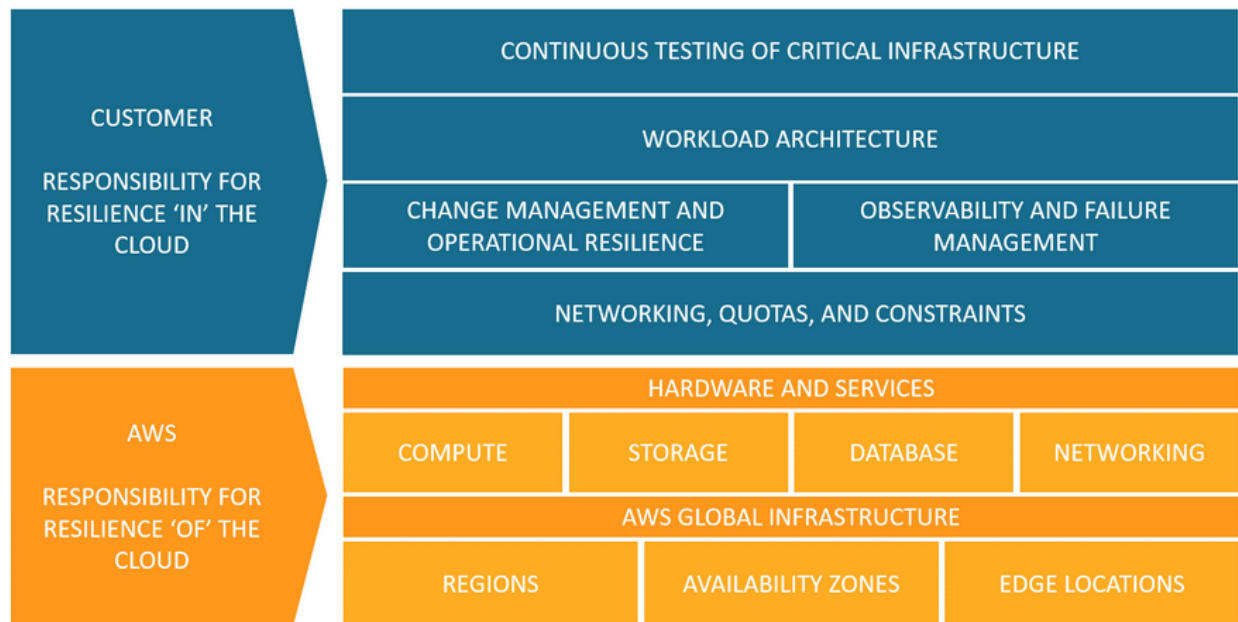 CUSTOMER
RESPONSIBILITY FOR
RESILIENCE ‘IN’ THE
CLOUD
CONTINUOUS TESTING OF CRITICAL INFRASTRUCTURE
WORKLOAD ARCHITECTURE
CHANGE MANAGEMENT AND
OPERATIONAL RESILIENCE
OBSERVABILITY AND FAILURE
MANAGEMENT
NETWORKING, QUOTAS, AND CONSTRAINTS
AWS
RESPONSIBILITY FOR
RESILIENCE ‘OF’ THE
CLOUD
HARDWARE AND SERVICES
COMPUTE
STORAGE
DATABASE
NETWORKING
AWS GLOBAL INFRASTRUCTURE
REGIONS
AVAILABILITY ZONES
EDGE LOCATIONS